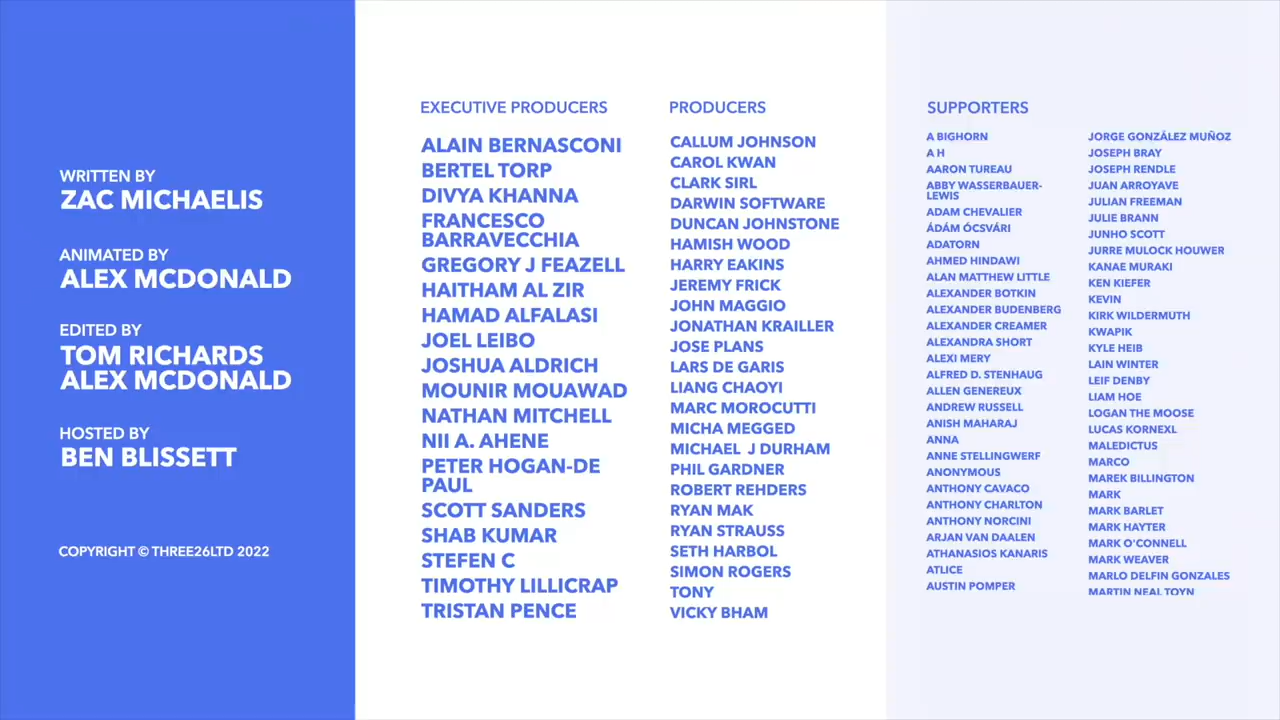 WRITTEN BY
ZAC MICHAELIS
ANIMATED BY
ALEX MCDONALD
EDITED BY
TOM RICHARDS
ALEX MCDONALD
HOSTED BY
BEN BLISSETT
COPYRIGHT © THREE26LTD 2022
EXECUTIVE PRODUCERS
ALAIN BERNASCONI
BERTEL TORP
DIVYA KHANNA
FRANCESCO
BARRAVECCHIA
GREGORY J FEAZELL
HAITHAM AL ZIR
HAMAD ALFALASI
JOEL LEIBO
JOSHUA ALDRICH
MOUNIR MOUAWAD
NATHAN MITCHELL
NII A. AHENE
PETER HOGAN-DE
PAUL
SCOTT SANDERS
SHAB KUMAR
STEFEN C
TIMOTHY LILLICRAP
TRISTAN PENCE
PRODUCERS
CALLUM JOHNSON
CAROL KWAN
CLARK SIRL
DARWIN SOFTWARE
DUNCAN JOHNSTONE
HAMISH WOOD
HARRY EAKINS
JEREMY FRICK
JOHN MAGGIO
JONATHAN KRAILLER
JOSE PLANS
LARS DE GARIS
LIANG CHAOYI
MARC MOROCUTTI
MICHA MEGGED
MICHAEL J DURHAM
PHIL GARDNER
ROBERT REHDERS
RYAN MAK
RYAN STRAUSS
SETH HARBOL
SIMON ROGERS
TONY
VICKY BHAM
SUPPORTERS
A BIGHORN
A H
AARON TUREAU
ABBY WASSERBAUER-
LEWIS
ADAM CHEVALIER
ÁDÁM ÓCSVÁRI
ADATORN
AHMED HINDAWI
ALAN MATTHEW LITTLE
ALEXANDER BOTKIN
ALEXANDER BUDENBERG
ALEXANDER CREAMER
ALEXANDRA SHORT
ALEXI MERY
ALFRED D. STENHAUG
ALLEN GENEREUX
ANDREW RUSSELL
ANISH MAHARAJ
ANNA
ANNE STELLINGWERF
ANONYMOUS
ANTHONY CAVACO
ANTHONY CHARLTON
ANTHONY NORCINI
ARJAN VAN DAALEN
ATHANASIOS KANARIS
ATLICE
AUSTIN POMPER
JORGE GONZÁLEZ MUÑOZ
JOSEPH BRAY
JOSEPH RENDLE
JUAN ARROYAVE
JULIAN FREEMAN
JULIE BRANN
JUNHO SCOTT
JURRE MULOCK HOUWER
KANAE MURAKI
KEN KIEFER
KEVIN
KIRK WILDERMUTH
KWAPIK
KYLE HEIB
LAIN WINTER
LEIF DENBY
LIAM HOE
LOGAN THE MOOSE
LUCAS KORNEXL
MALEDICTUS
MARCO
MAREK BILLINGTON
MARK
MARK BARLET
MARK HAYTER
MARK O'CONNELL
MARK WEAVER
MARLO DELFIN GONZALES
MARTIN NEAL TOYN